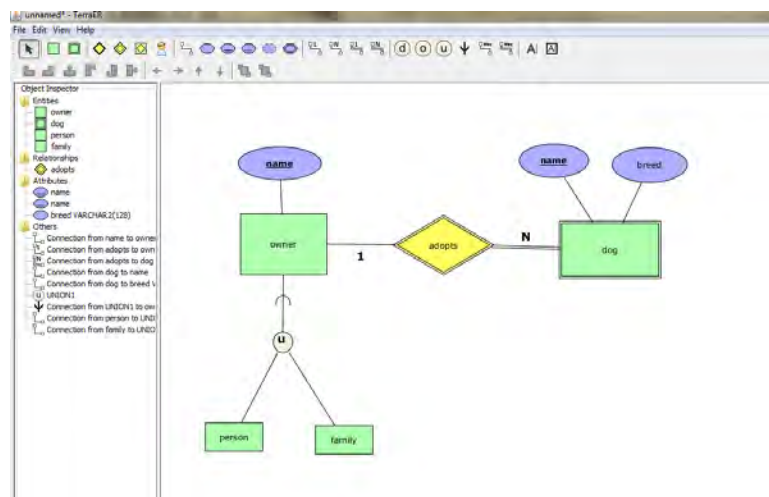 unnamed* - TerraER
File Edit View Help
d o u
A A
Object Inspector
Entities
owner
dog
person
family
Relationships
adopts
Attributes
name
name
breed VARCHAR2(128)
Others
Connection from name to owne
Connection from adopts to own
Connection from adopts to dog
Connection from dog to name
Connection from dog to breed V
UNION1
Connection from UNION1 to ow
Connection from person to UNI
Connection from family to UNIO
name
name
breed
owner
1
adopts
N
dog
u
person
family